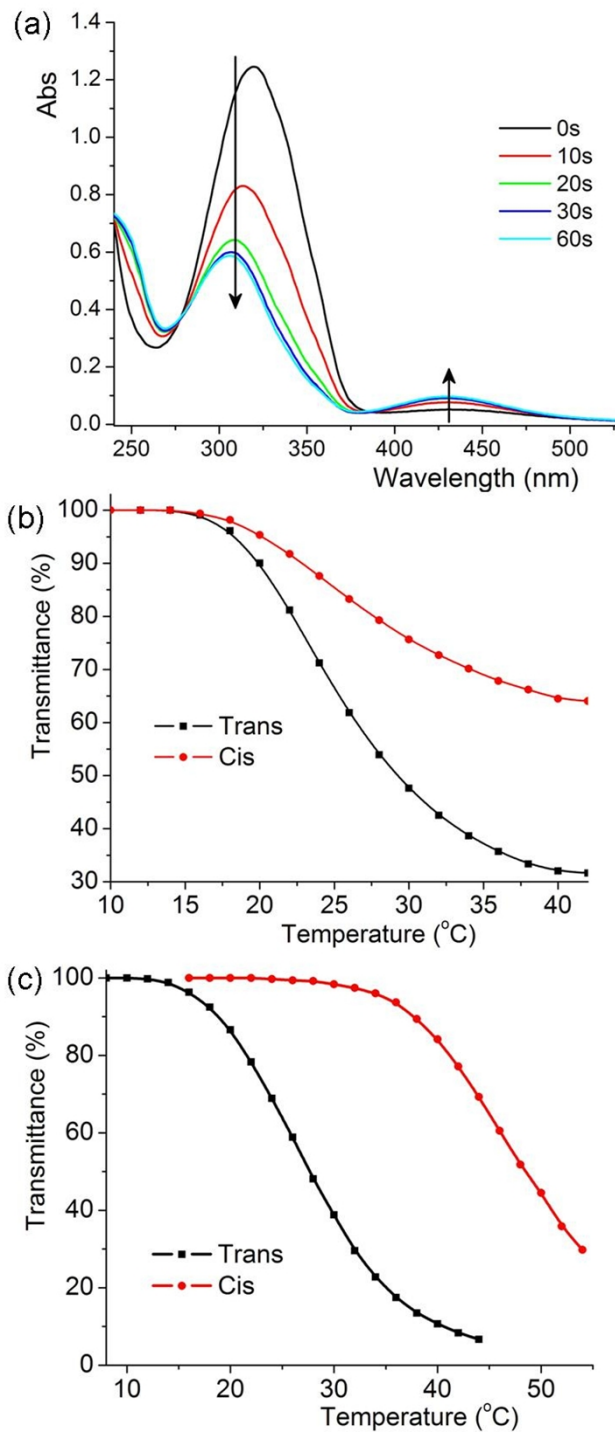 (a)
1.4
1.2
1.0
0.8
0.6
0.4
0.2
0.0
Abs
0s
10s
20s
30s
60s
250 300 350 400 450 500
Wavelength (nm)
(b)
100
90
80
70
60
50
40
30
Transmittance (%)
Trans
Cis
10 15 20 25 30 35 40
Temperature (°C)
(c)
100
80
60
40
20
0
Transmittance (%)
Trans
Cis
10 20 30 40 50
Temperature (°C)